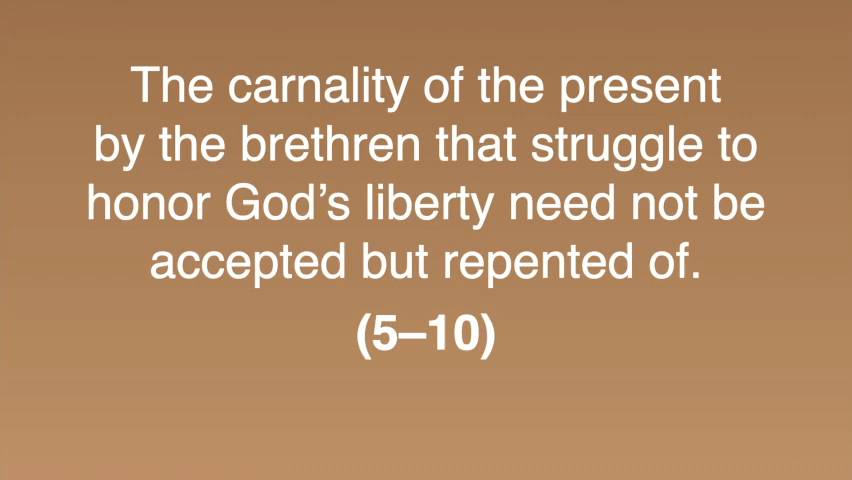 The carnality of the present
by the brethren that struggle to
honor God’s liberty need not be
accepted but repented of.
(5–10)